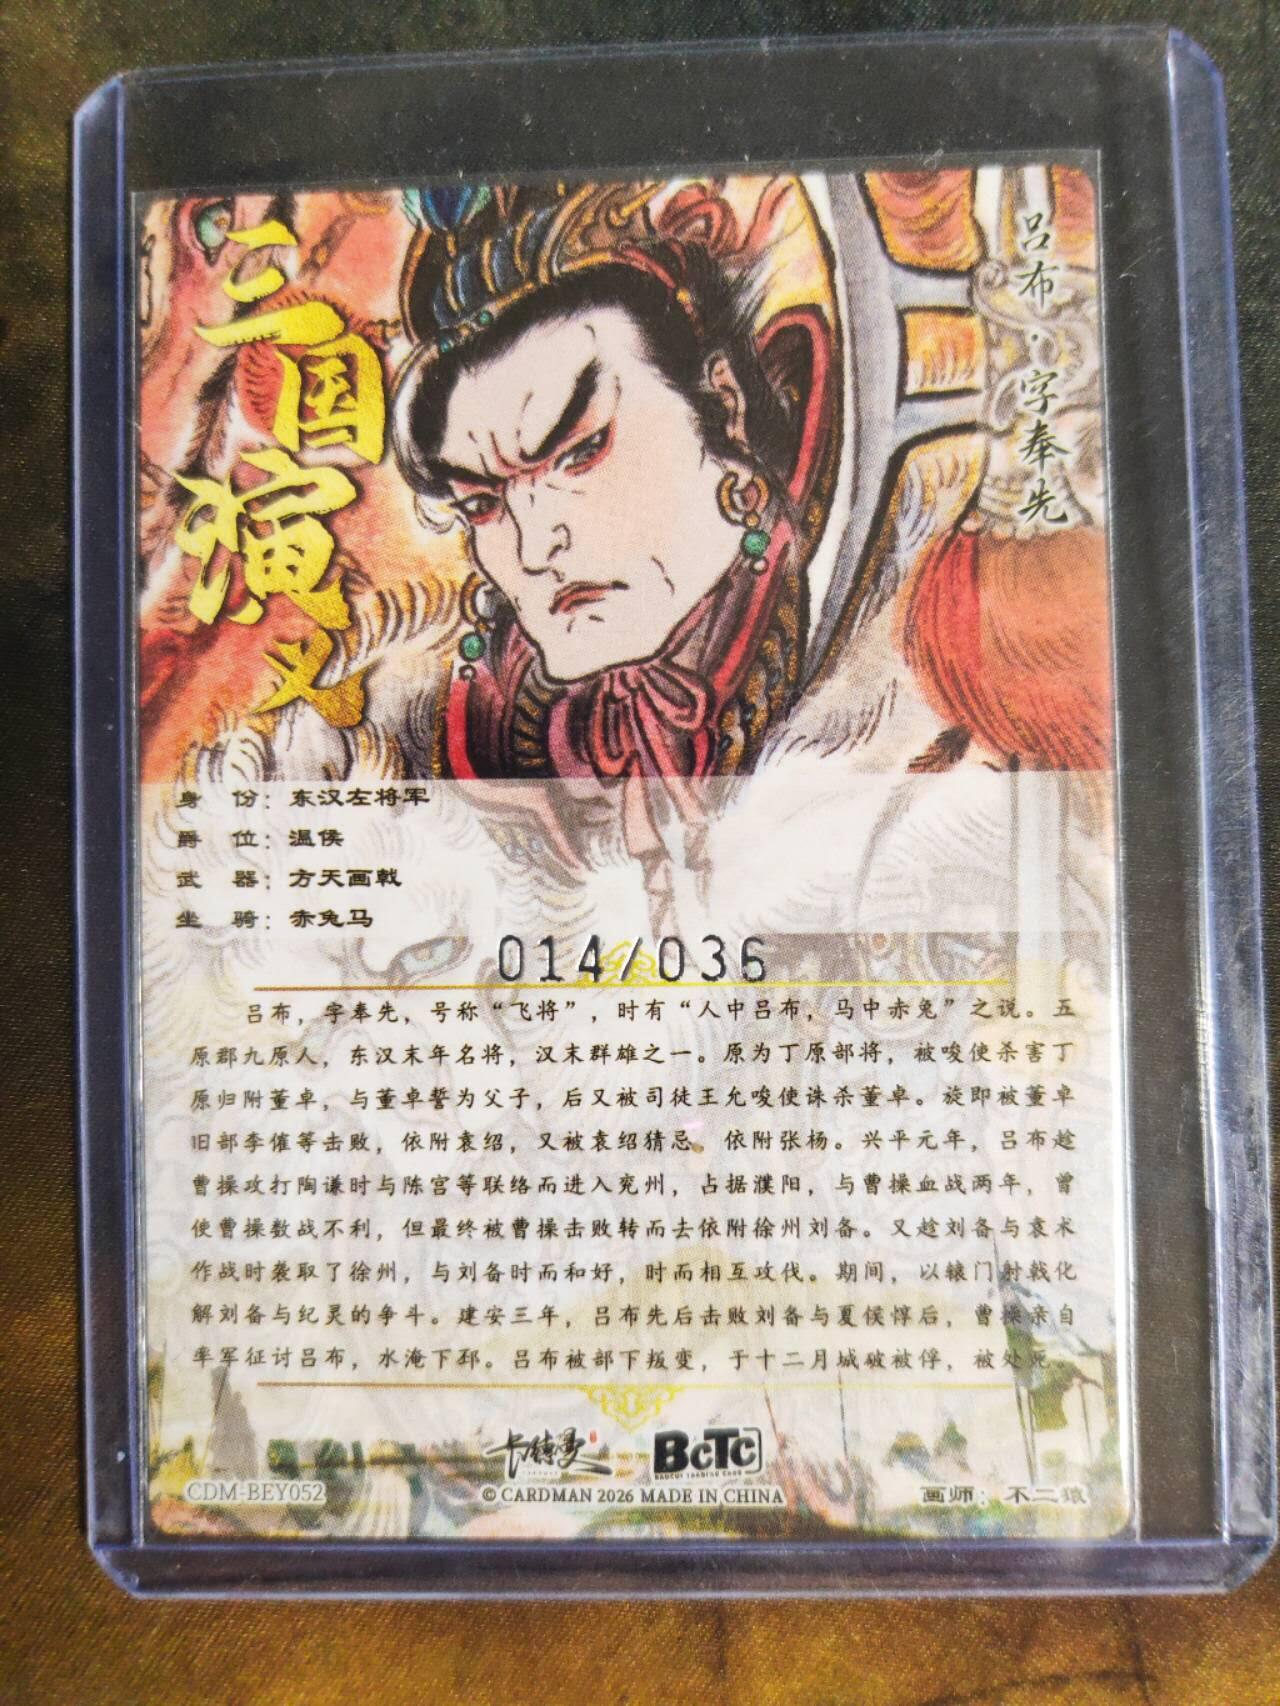 三国演义
吕布·字奉先
身 份：东汉左将军
爵 位：温侯
武 器：方天画戟
坐 骑：赤兔马
014/036
吕布，字奉先，号称“飞将”，时有“人中吕布，马中赤兔”之说。五
原郡九原人，东汉末年名将，汉末群雄之一。原为丁原部将，被唆使杀害丁
原归附董卓，与董卓誓为父子，后又被司徒王允唆使诛杀董卓。旋即被董卓
旧部李傕等击败，依附袁绍，又被袁绍猜忌。依附张杨。兴平元年，吕布趁
曹操攻打陶谦时与陈宫等联络而进入兖州，占据濮阳，与曹操血战两年，曾
使曹操数战不利，但最终被曹操击败转而去依附徐州刘备。又趁刘备与袁术
作战时袭取了徐州，与刘备时而和好，时而相互攻伐。期间，以辕门射戟化
解刘备与纪灵的争斗。建安三年，吕布先后击败刘备与夏侯惇后，曹操亲自
率军征讨吕布，水淹下邳。吕布被部下叛变，于十二月城破被俘，被处死。
卡德曼
BCTC
CDM-BEY052
© CARDMAN 2026 MADE IN CHINA
画师：不二猿